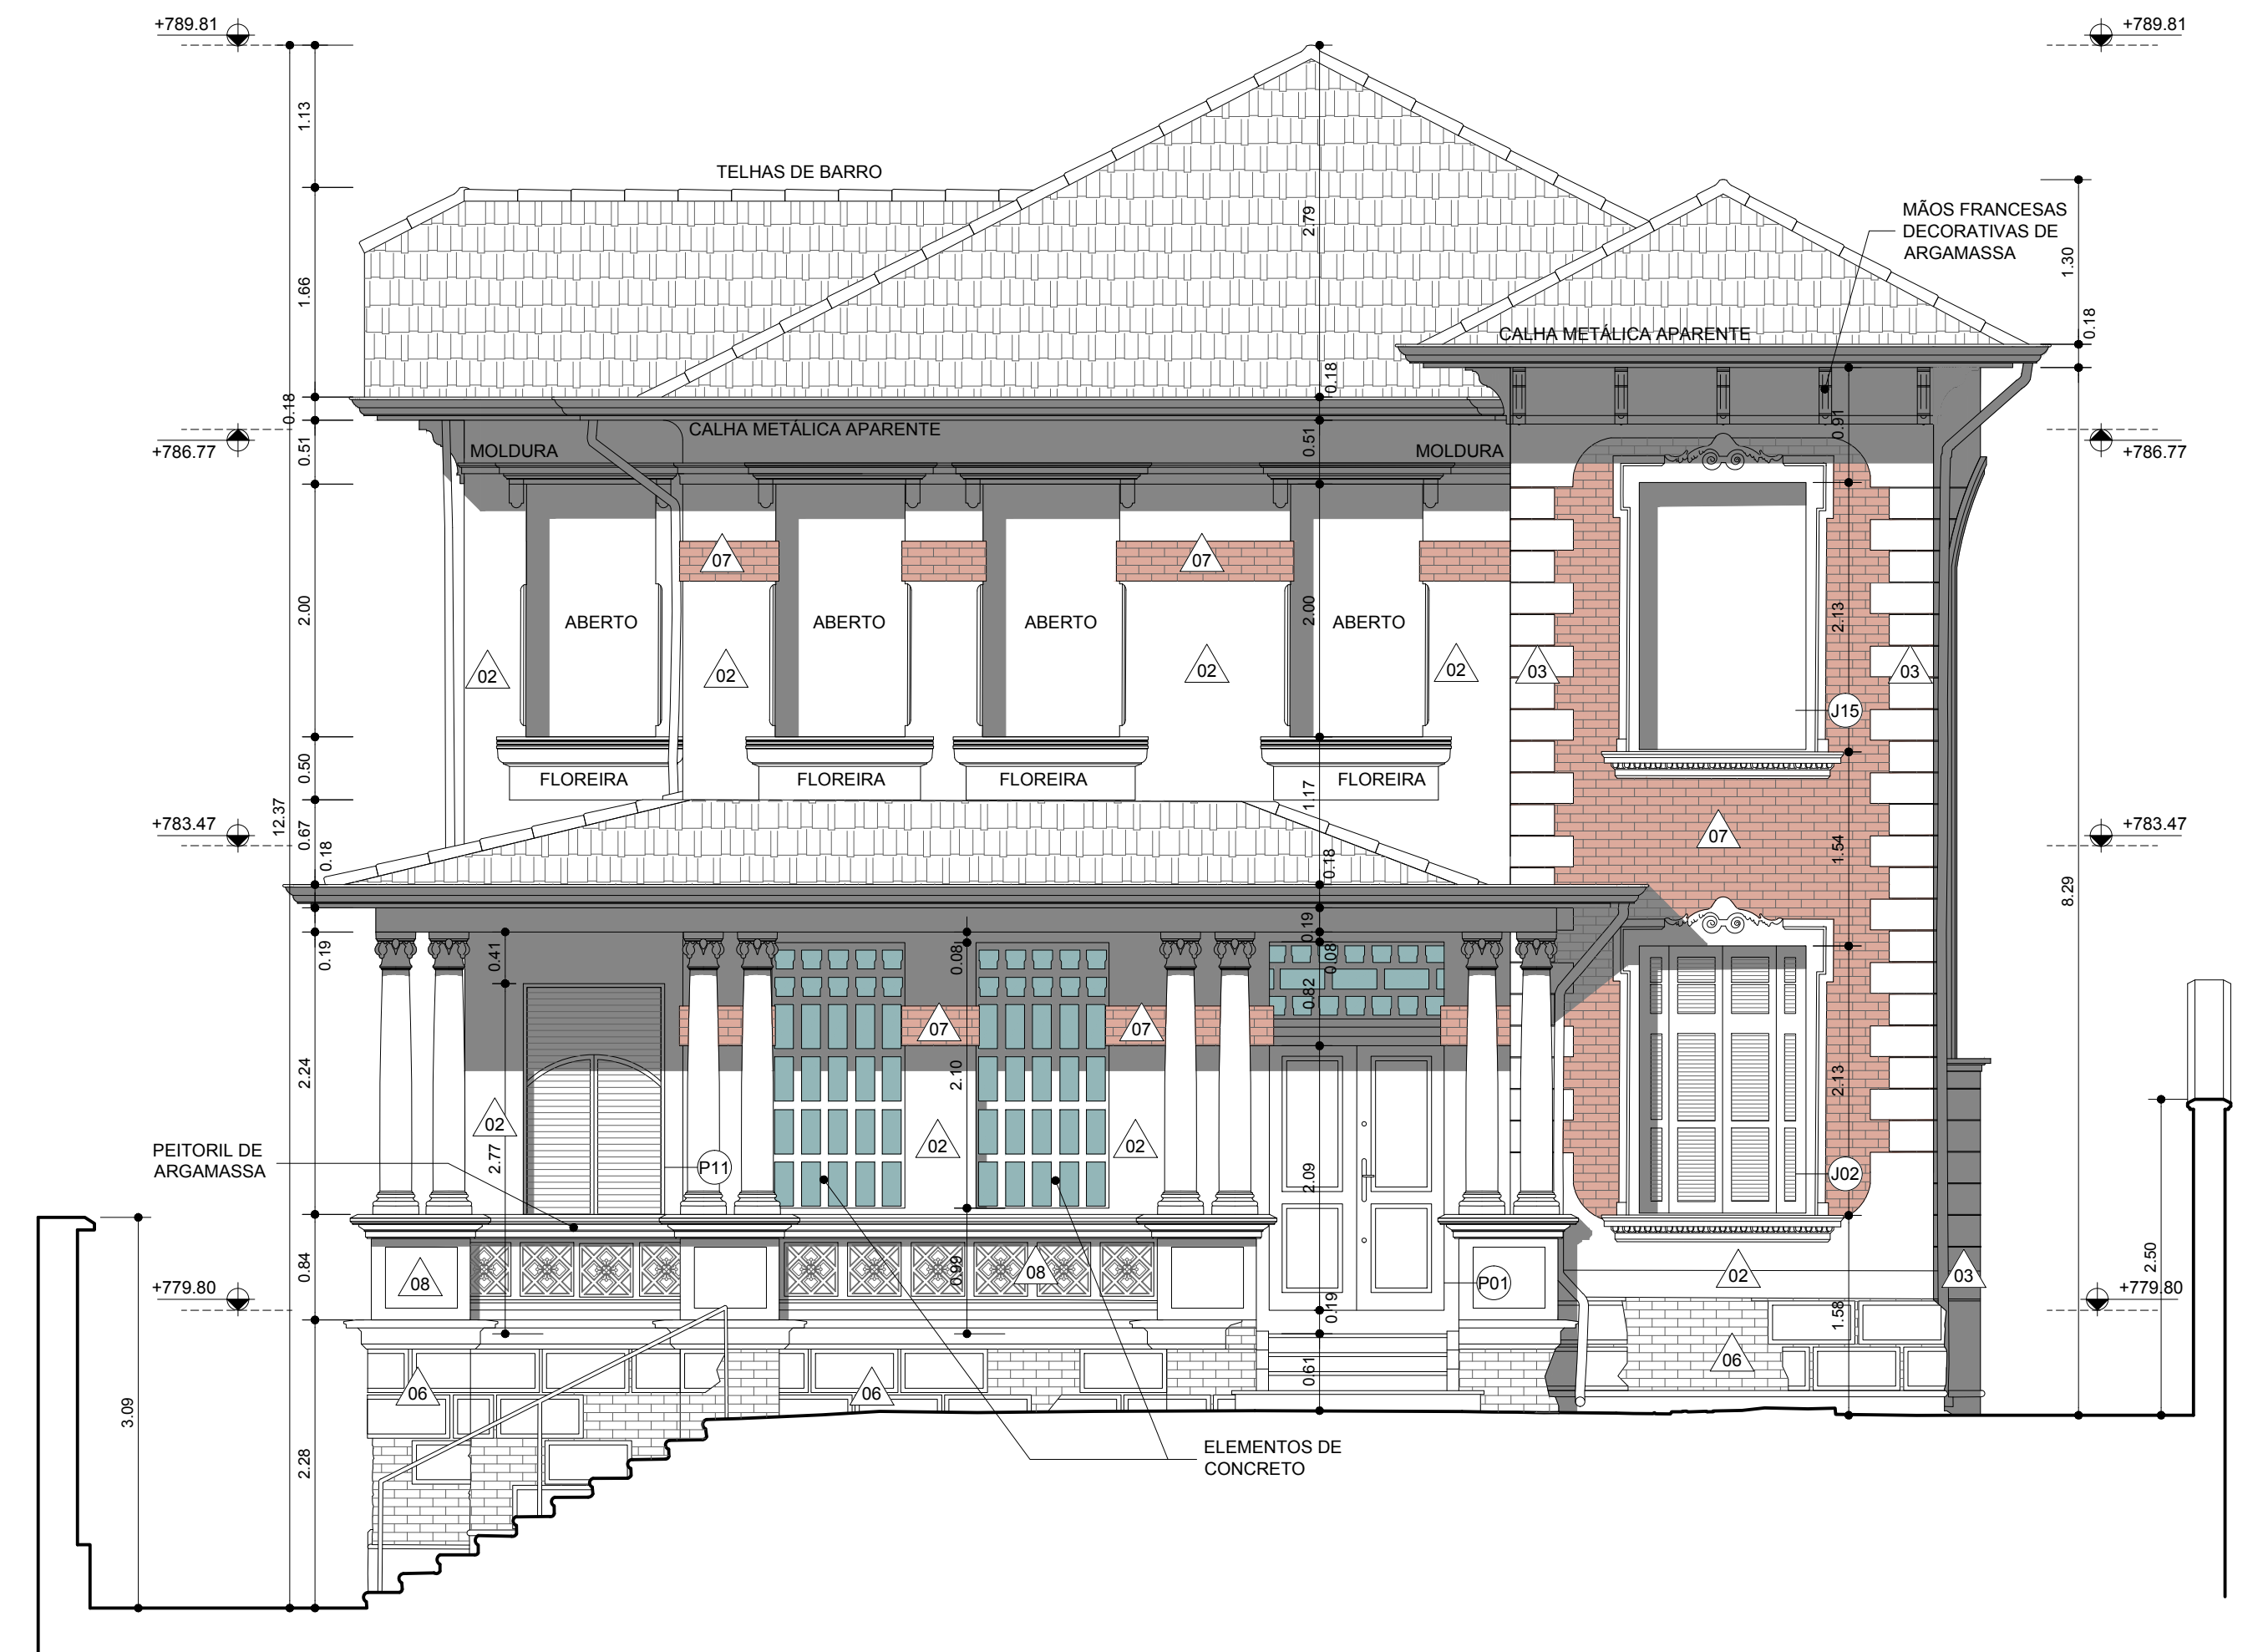 +789.81
+789.81
1.13
TELHAS DE BARRO
2.79
MÃOS FRANCESAS
DECORATIVAS DE
ARGAMASSA
1.30
1.66
0.18
CALHA METÁLICA APARENTE
0.18
0.18
0.91
+786.77
0.51
MOLDURA
CALHA METÁLICA APARENTE
0.51
MOLDURA
+786.77
07
07
2.00
ABERTO
ABERTO
ABERTO
2.00
ABERTO
2.13
02
02
02
02
03
03
J15
0.50
FLOREIRA
FLOREIRA
FLOREIRA
1.17
FLOREIRA
+783.47
12.37
0.67
0.18
0.18
07
1.54
+783.47
8.29
0.19
0.41
0.08
0.19
0.08
0.82
07
07
2.24
2.10
2.13
02
02
02
PEITORIL DE
ARGAMASSA
2.77
P11
2.09
J02
0.84
08
0.99
08
P01
02
03
2.50
+779.80
0.19
1.58
+779.80
3.09
06
06
0.61
06
2.28
ELEMENTOS DE
CONCRETO